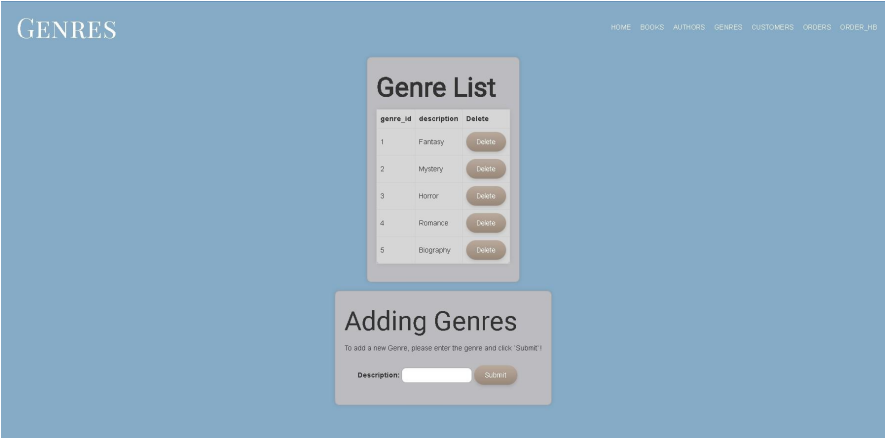 GENRES
HOME BOOKS AUTHORS GENRES CUSTOMERS ORDERS ORDER_HB
Genre List
genre_id description Delete
1 Fantasy Delete
2 Mystery Delete
3 Horror Delete
4 Romance Delete
5 Biography Delete
Adding Genres
To add a new Genre, please enter the genre and click 'Submit'!
Description: Submit